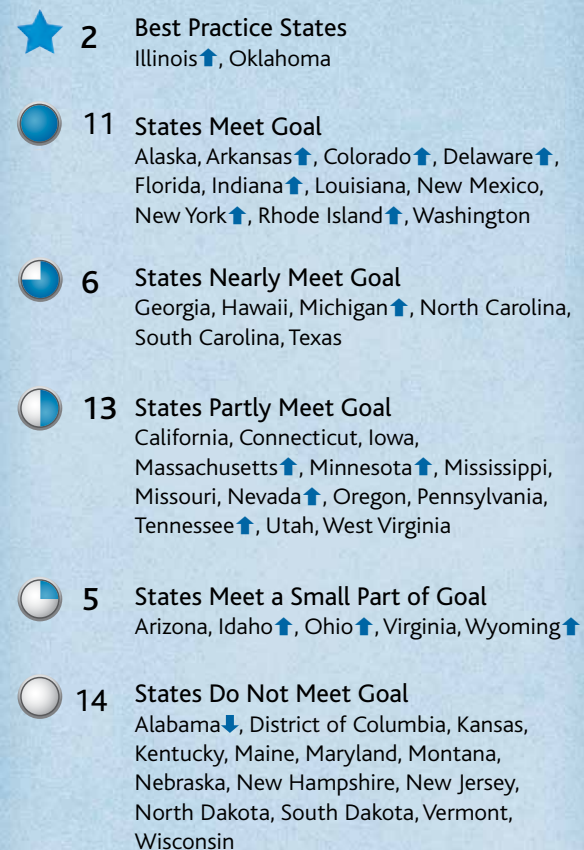 2 Best Practice States
Illinois⬆, Oklahoma
11 States Meet Goal
Alaska, Arkansas⬆, Colorado⬆, Delaware⬆,
Florida, Indiana⬆, Louisiana, New Mexico,
New York⬆, Rhode Island⬆, Washington
6 States Nearly Meet Goal
Georgia, Hawaii, Michigan⬆, North Carolina,
South Carolina, Texas
13 States Partly Meet Goal
California, Connecticut, Iowa,
Massachusetts⬆, Minnesota⬆, Mississippi,
Missouri, Nevada⬆, Oregon, Pennsylvania,
Tennessee⬆, Utah, West Virginia
5 States Meet a Small Part of Goal
Arizona, Idaho⬆, Ohio⬆, Virginia, Wyoming⬆
14 States Do Not Meet Goal
Alabama⬇, District of Columbia, Kansas,
Kentucky, Maine, Maryland, Montana,
Nebraska, New Hampshire, New Jersey,
North Dakota, South Dakota, Vermont,
Wisconsin